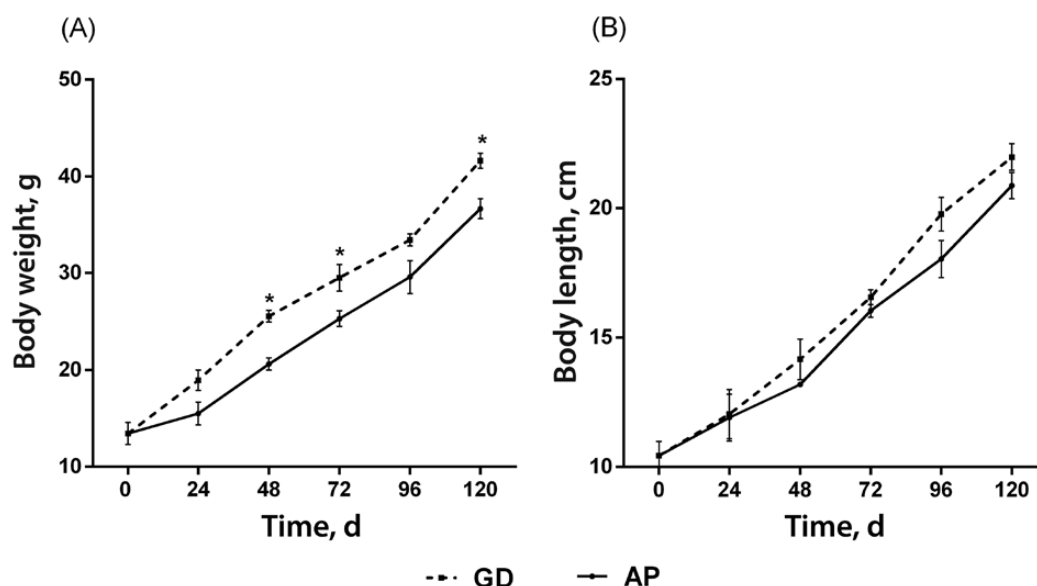 (A)
Body weight, g
50
40
30
20
10
* * * *
0 24 48 72 96 120
Time, d
(B)
Body length, cm
25
20
15
10
0 24 48 72 96 120
Time, d
GD AP